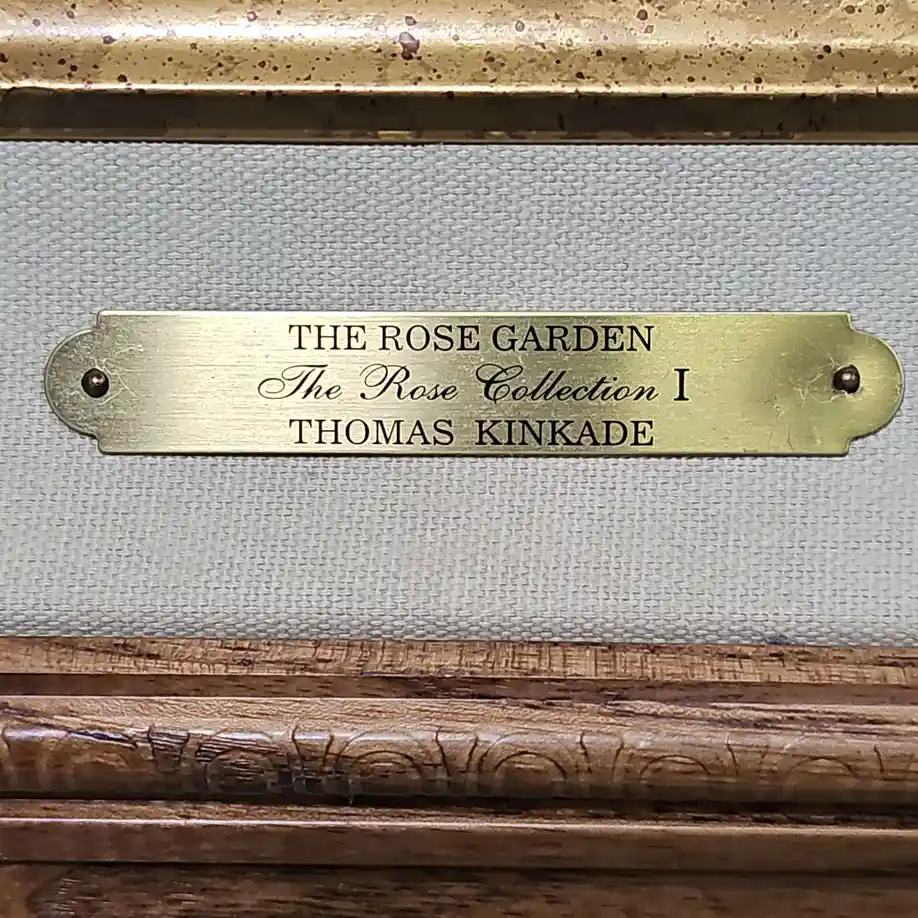 THE ROSE GARDEN
The Rose Collection I
THOMAS KINKADE